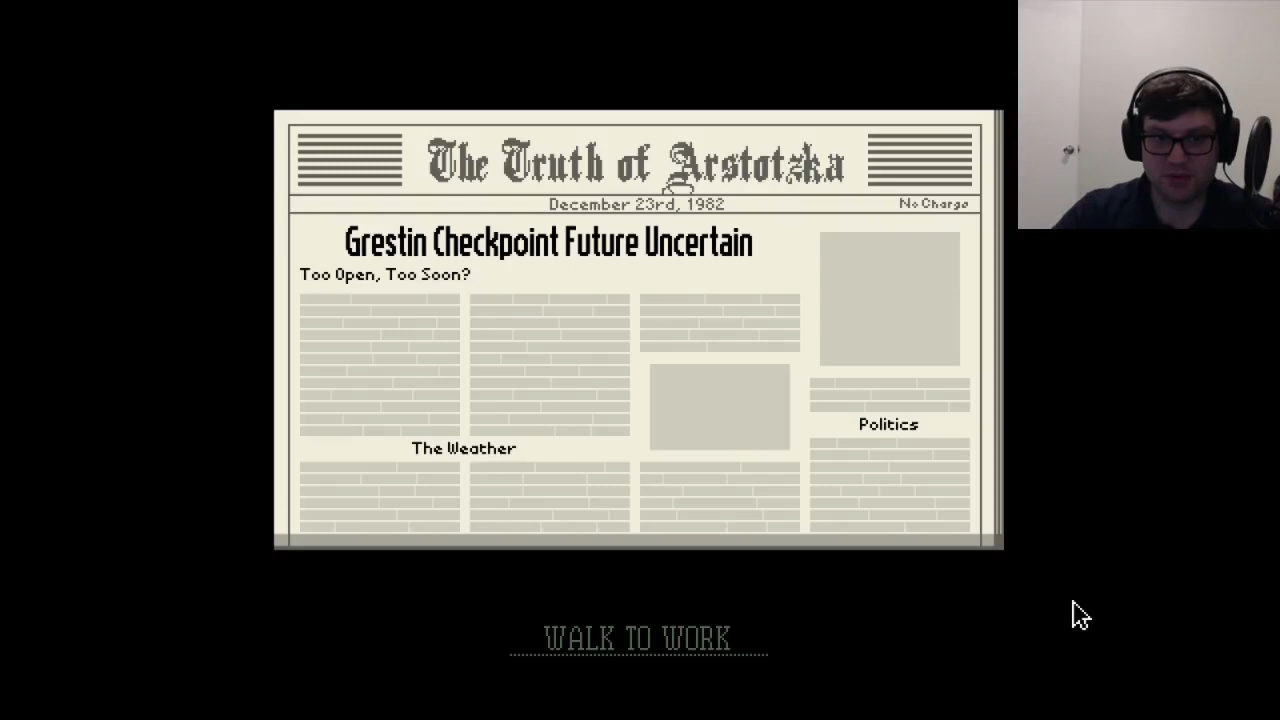 The Truth of Arstotzka
December 23rd, 1982
No Charge
Grestin Checkpoint Future Uncertain
Too Open, Too Soon?
Politics
The Weather
WALK TO WORK